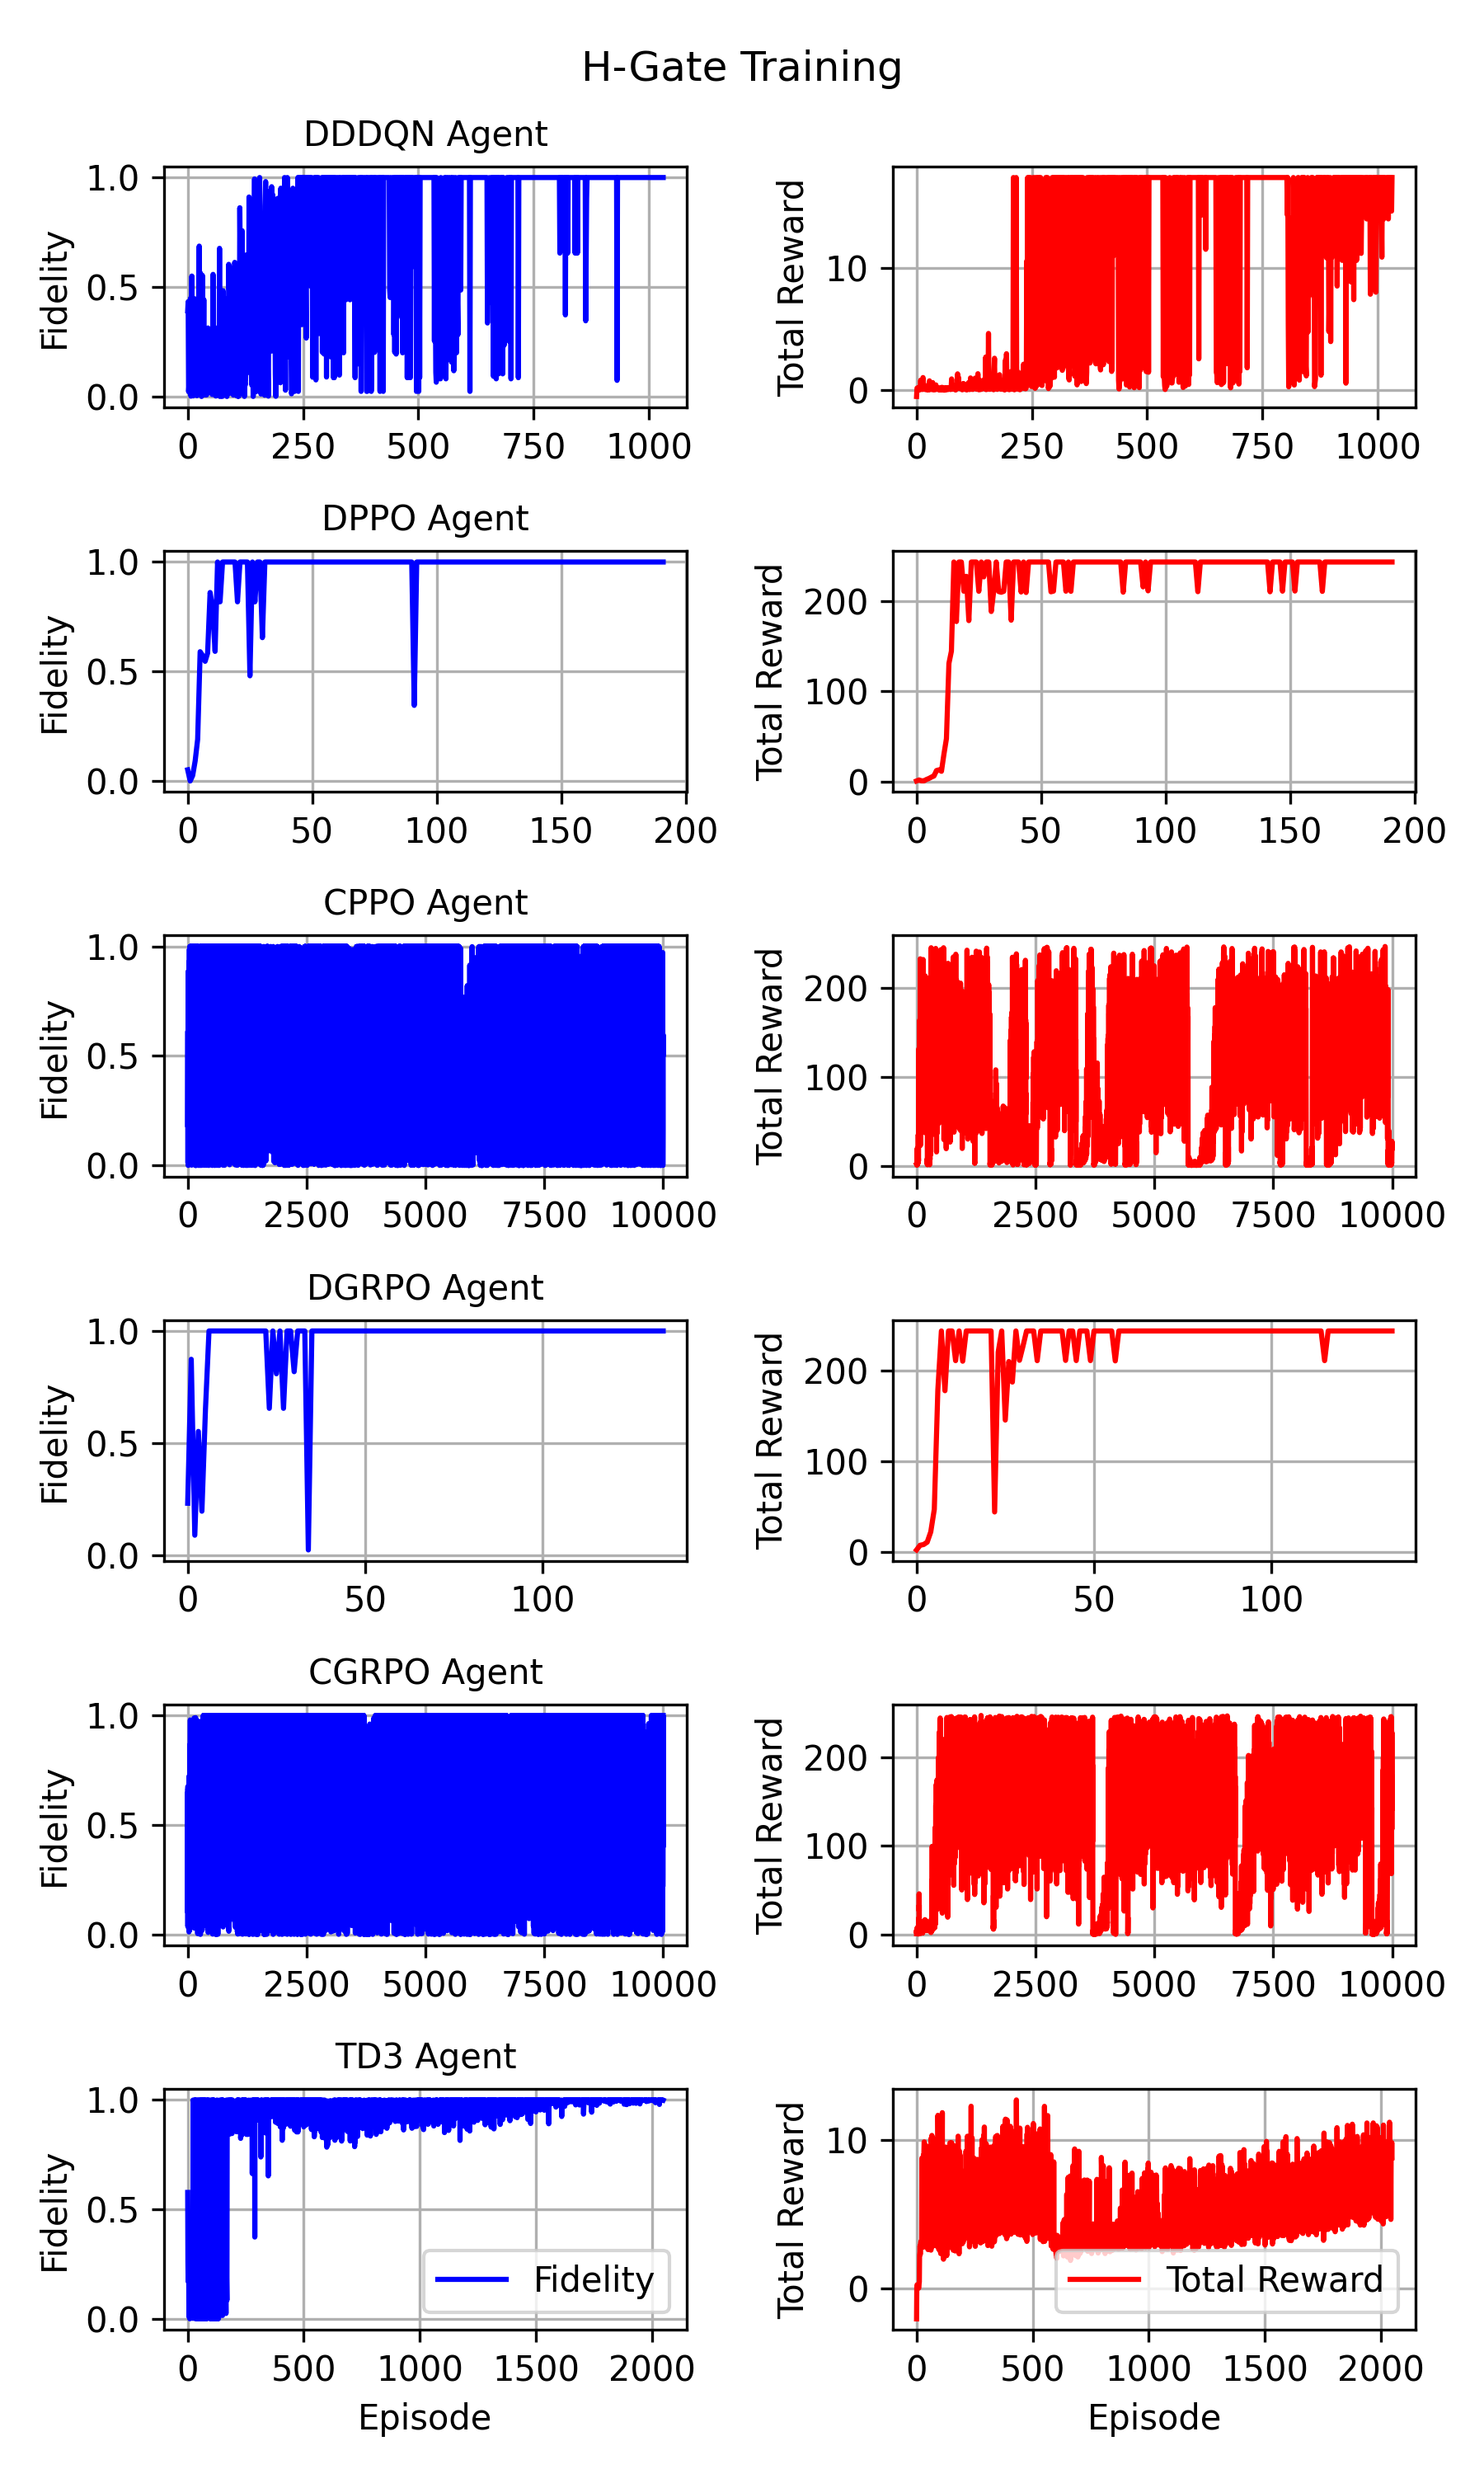 H-Gate Training
DDDQN Agent
Fidelity
1.0
0.5
0.0
0 250 500 750 1000
Total Reward
10
0
0 250 500 750 1000
DPPO Agent
Fidelity
1.0
0.5
0.0
0 50 100 150 200
Total Reward
200
100
0
0 50 100 150 200
CPPO Agent
Fidelity
1.0
0.5
0.0
0 2500 5000 7500 10000
Total Reward
200
100
0
0 2500 5000 7500 10000
DGRPO Agent
Fidelity
1.0
0.5
0.0
0 50 100
Total Reward
200
100
0
0 50 100
CGRPO Agent
Fidelity
1.0
0.5
0.0
0 2500 5000 7500 10000
Total Reward
200
100
0
0 2500 5000 7500 10000
TD3 Agent
Fidelity
1.0
0.5
0.0
Fidelity
0 500 1000 1500 2000
Episode
Total Reward
10
0
Total Reward
0 500 1000 1500 2000
Episode